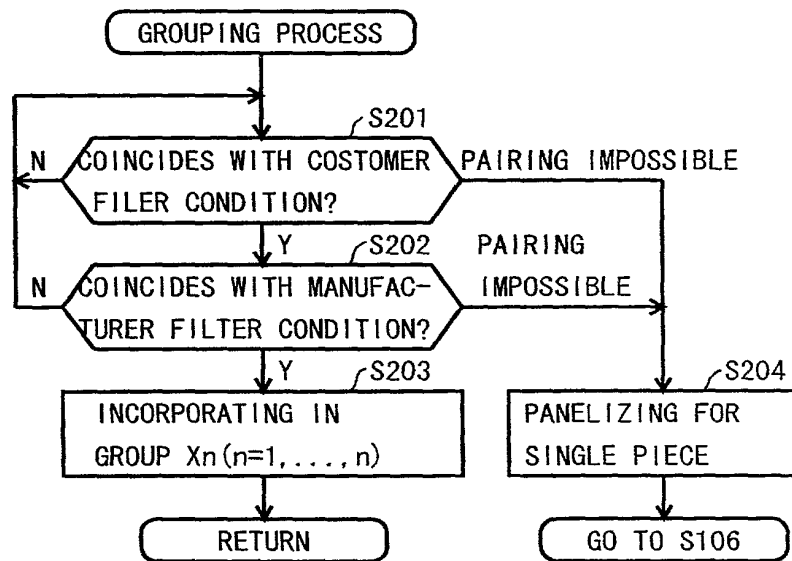 GROUPING PROCESS
S201
N
COINCIDES WITH COSTOMER
FILER CONDITION?
PAIRING IMPOSSIBLE
Y
S202
PAIRING
IMPOSSIBLE
N
COINCIDES WITH MANUFAC-
TURER FILTER CONDITION?
Y
S203
S204
INCORPORATING IN
GROUP Xn(n=1,...,n)
PANELIZING FOR
SINGLE PIECE
RETURN
GO TO S106